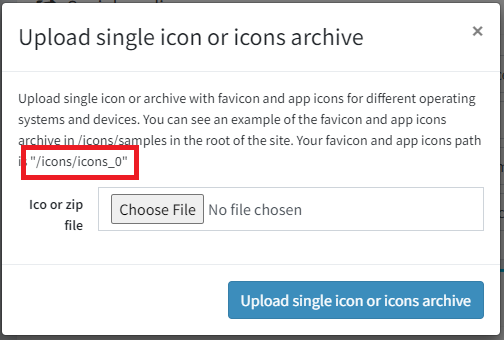 Upload single icon or icons archive
×
Upload single icon or archive with favicon and app icons for different operating
systems and devices. You can see an example of the favicon and app icons
archive in /icons/samples in the root of the site. Your favicon and app icons path
is "/icons/icons_0"
Ico or zip
file
Choose File No file chosen
Upload single icon or icons archive